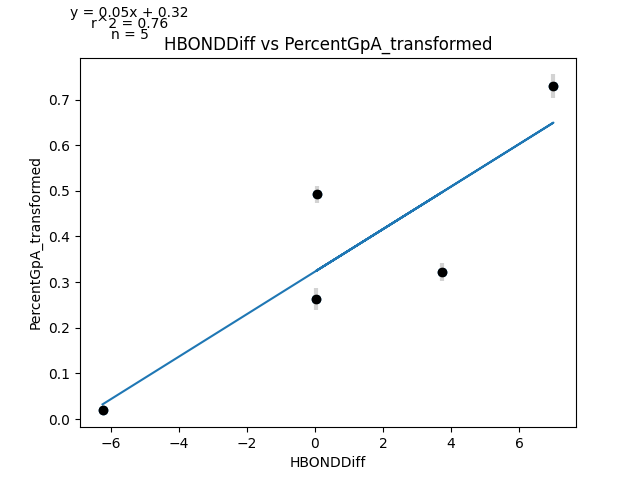 y = 0.05x + 0.32
r^2 = 0.76
n = 5
HBONDDiff vs PercentGpA_transformed
PercentGpA_transformed
0.7
0.6
0.5
0.4
0.3
0.2
0.1
0.0
−6
−4
−2
0
2
4
6
HBONDDiff